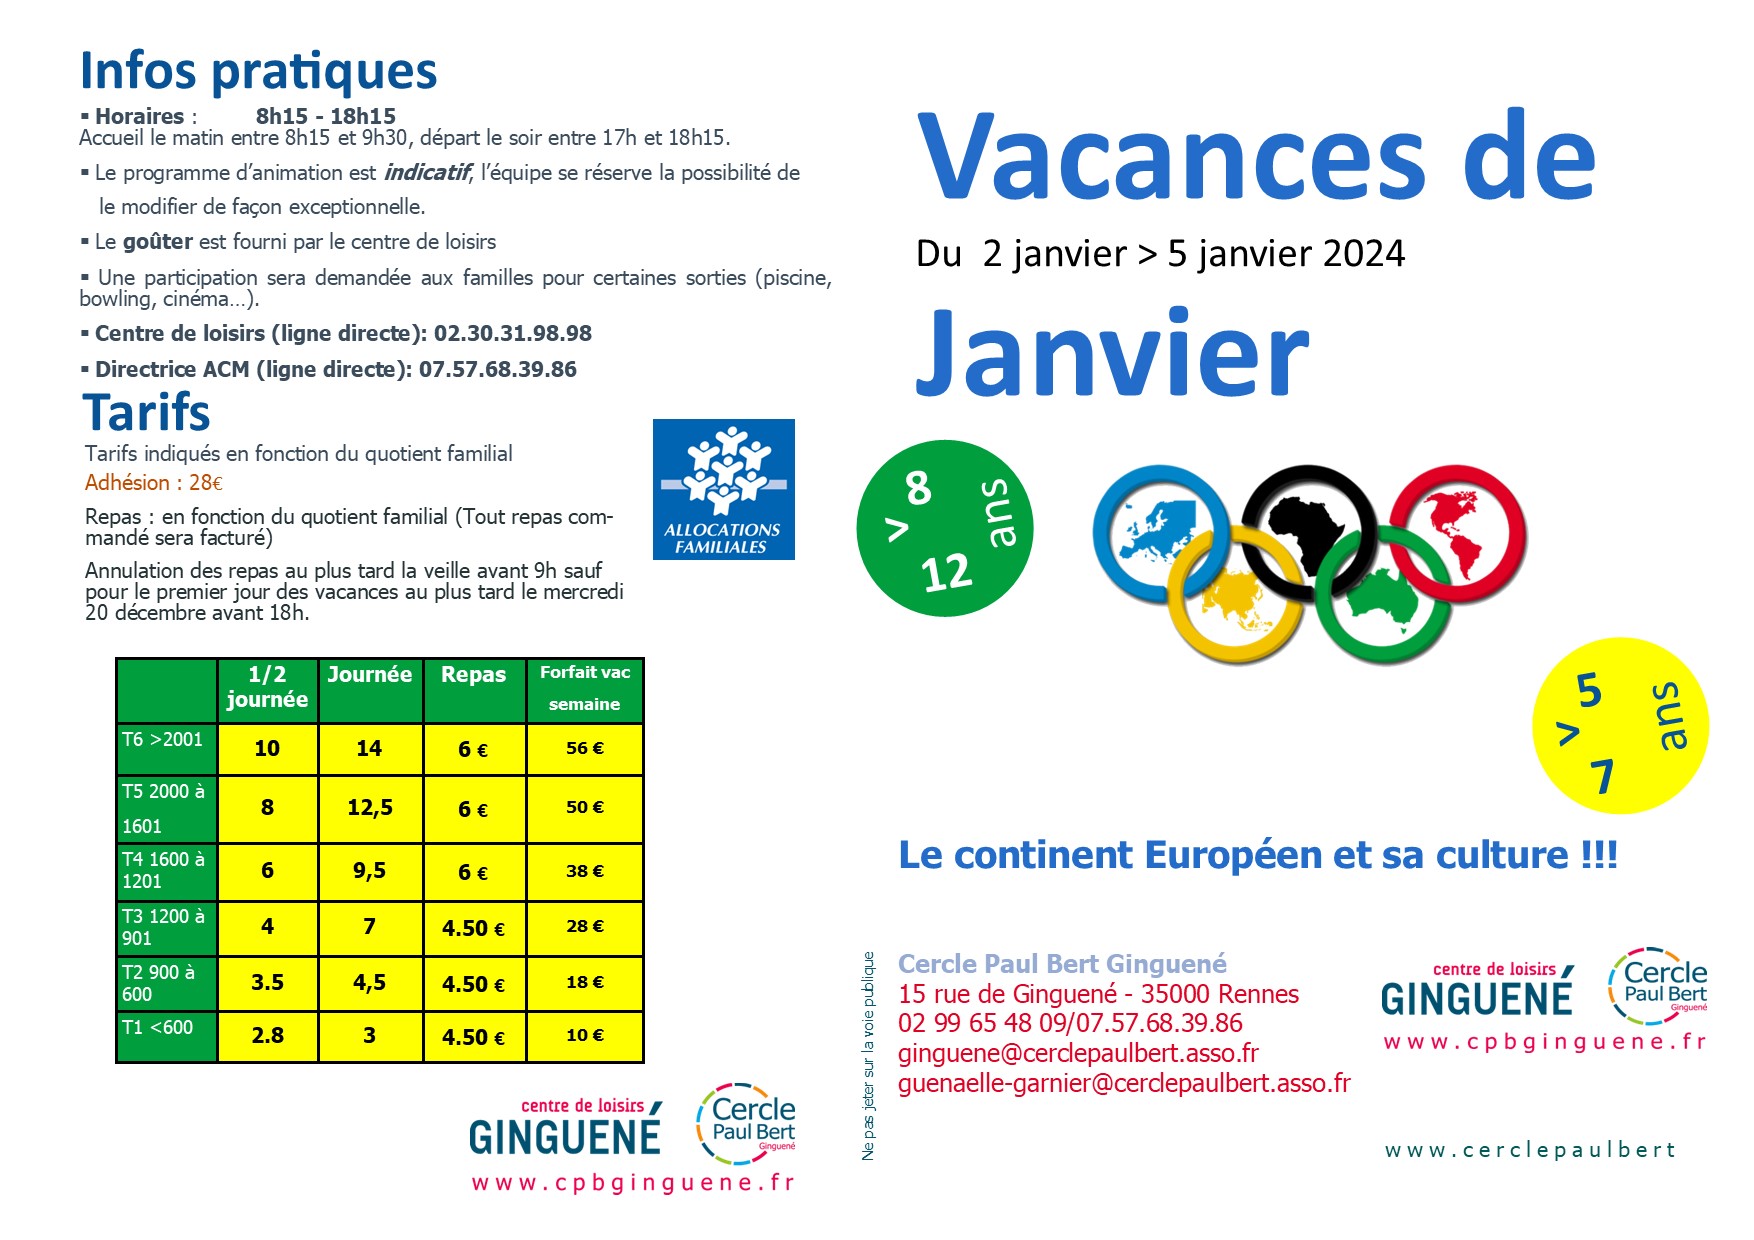 Infos pratiques
▪ Horaires : 8h15 - 18h15
Accueil le matin entre 8h15 et 9h30, départ le soir entre 17h et 18h15.
▪ Le programme d’animation est indicatif, l’équipe se réserve la possibilité de
le modifier de façon exceptionnelle.
▪ Le goûter est fourni par le centre de loisirs
▪ Une participation sera demandée aux familles pour certaines sorties (piscine,
bowling, cinéma…).
▪ Centre de loisirs (ligne directe): 02.30.31.98.98
▪ Directrice ACM (ligne directe): 07.57.68.39.86
Tarifs
Tarifs indiqués en fonction du quotient familial
Adhésion : 28€
Repas : en fonction du quotient familial (Tout repas com-
mandé sera facturé)
Annulation des repas au plus tard la veille avant 9h sauf
pour le premier jour des vacances au plus tard le mercredi
20 décembre avant 18h.
ALLOCATIONS
FAMILIALES
1/2 journée Journée Repas Forfait vac semaine
T6 >2001 10 14 6 € 56 €
T5 2000 à 1601 8 12,5 6 € 50 €
T4 1600 à 1201 6 9,5 6 € 38 €
T3 1200 à 901 4 7 4.50 € 28 €
T2 900 à 600 3.5 4,5 4.50 € 18 €
T1 <600 2.8 3 4.50 € 10 €
centre de loisirs
GINGUENÉ
www.cpbginguene.fr
Cercle
Paul Bert
Ginguené
Vacances de
Du 2 janvier > 5 janvier 2024
Janvier
8 > 12 ans
5 > 7 ans
Le continent Européen et sa culture !!!
Ne pas jeter sur la voie publique
Cercle Paul Bert Ginguené
15 rue de Ginguené - 35000 Rennes
02 99 65 48 09/07.57.68.39.86
ginguene@cerclepaulbert.asso.fr
guenaelle-garnier@cerclepaulbert.asso.fr
centre de loisirs
GINGUENÉ
www.cpbginguene.fr
Cercle
Paul Bert
Ginguené
www.cerclepaulbert